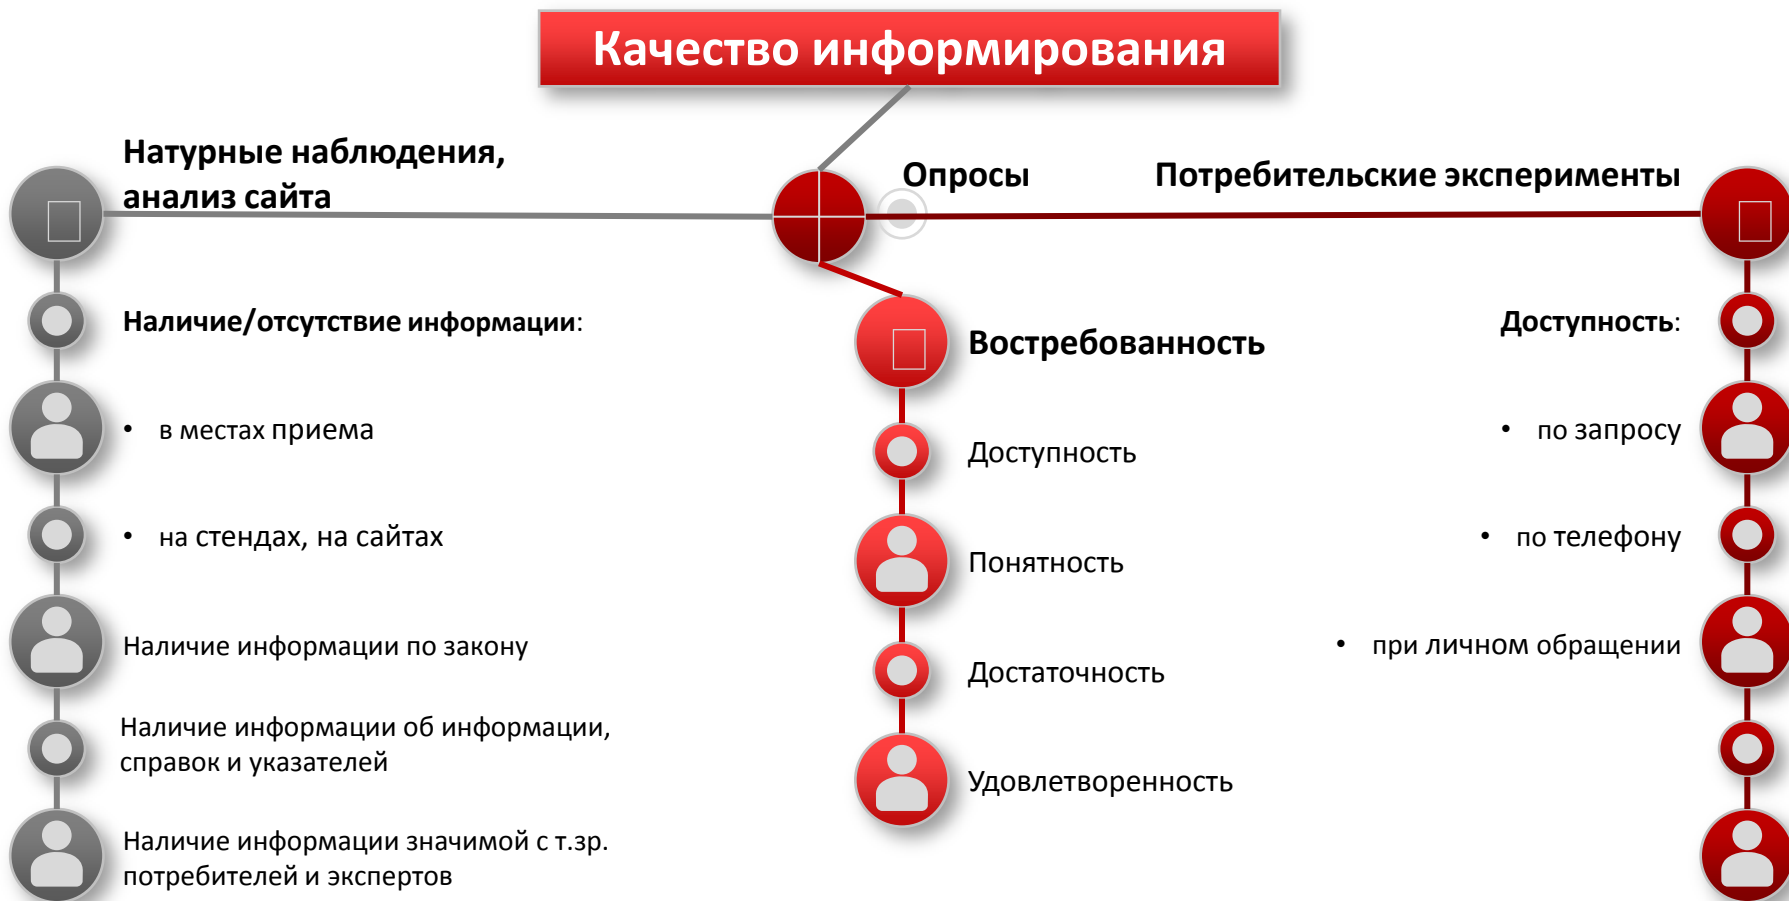 Качество информирования
Натурные наблюдения,
анализ сайта
Наличие/отсутствие информации:
• в местах приема
• на стендах, на сайтах
Наличие информации по закону
Наличие информации об информации,
справок и указателей
Наличие информации значимой с т.зр.
потребителей и экспертов
Опросы
Востребованность
Доступность
Понятность
Достаточность
Удовлетворенность
Потребительские эксперименты
Доступность:
• по запросу
• по телефону
• при личном обращении